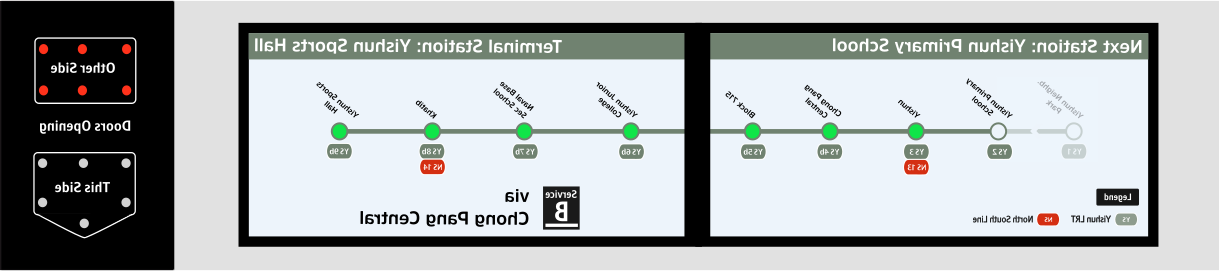 Next Station: Yishun Primary School
Terminal Station: Yishun Sports Hall
Yishun Neighb.
Park
Yishun Primary
School
Yishun
Chong Pang
Central
Block 715
Yishun Junior
College
Naval Base
Sec School
Khatib
Yishun Sports
Hall
YS 1
YS 2
YS 3
YS 4b
YS 5b
YS 6b
YS 7b
YS 8b
YS 9b
NS 13
NS 14
Legend
YS Yishun LRT
NS North South Line
Service
B
via
Chong Pang Central
Other Side
Doors Opening
This Side